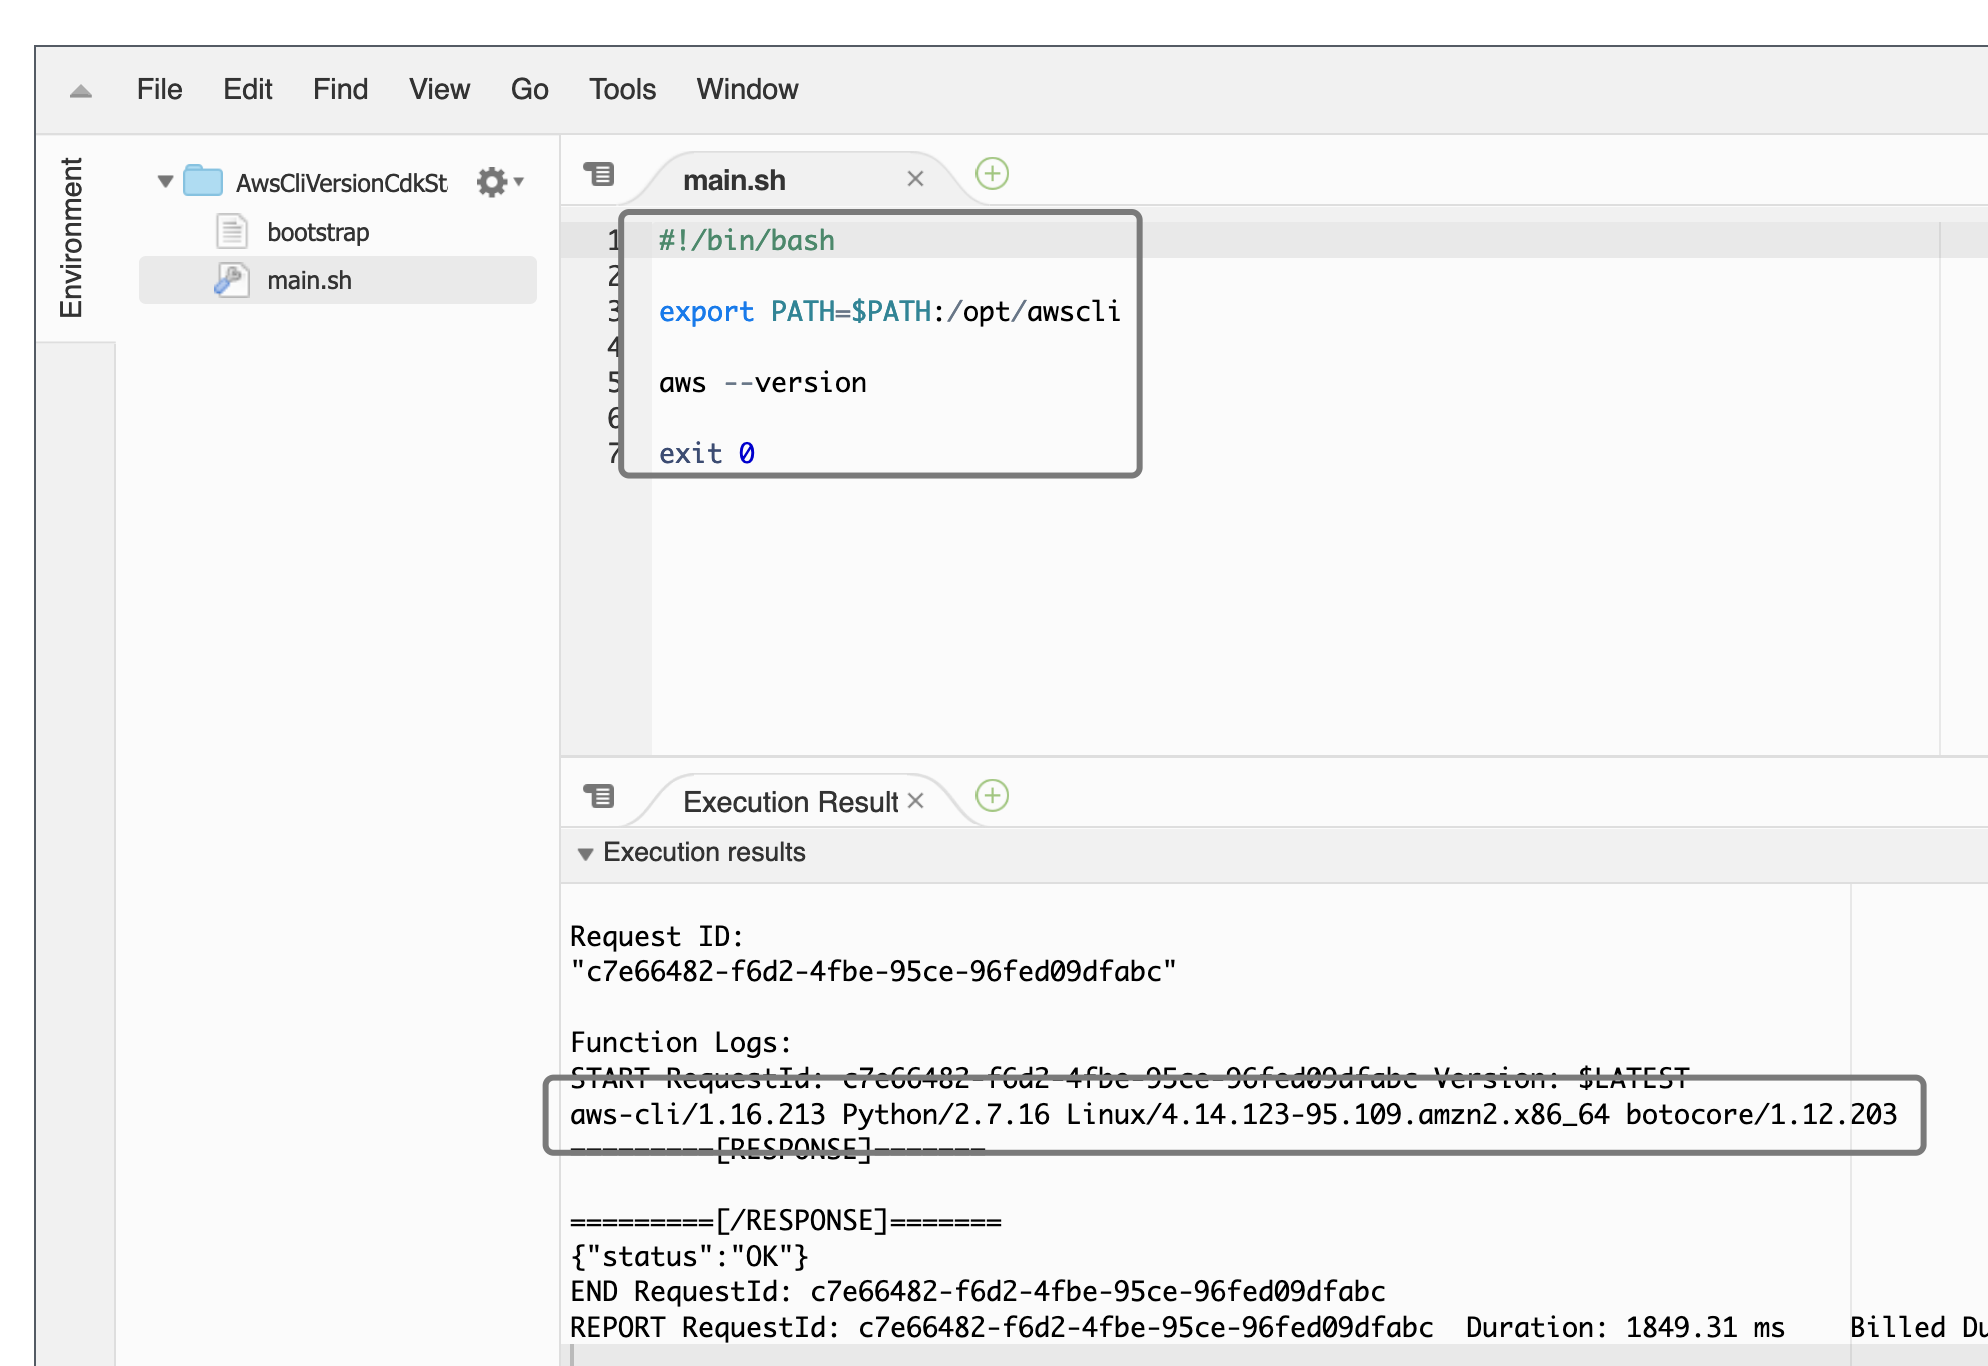 File Edit Find View Go Tools Window
Environment
AwsCliVersionCdkSt
bootstrap
main.sh
main.sh
1 #!/bin/bash
2
3 export PATH=$PATH:/opt/awscli
4
5 aws --version
6
7 exit 0
Execution Result
Execution results
Request ID:
"c7e66482-f6d2-4fbe-95ce-96fed09dfabc"
Function Logs:
START RequestId: c7e66482-f6d2-4fbe-95ce-96fed09dfabc Version: $LATEST
aws-cli/1.16.213 Python/2.7.16 Linux/4.14.123-95.109.amzn2.x86_64 botocore/1.12.203
=========[RESPONSE]=======
=========[/RESPONSE]=======
{"status":"OK"}
END RequestId: c7e66482-f6d2-4fbe-95ce-96fed09dfabc
REPORT RequestId: c7e66482-f6d2-4fbe-95ce-96fed09dfabc Duration: 1849.31 ms Billed Du